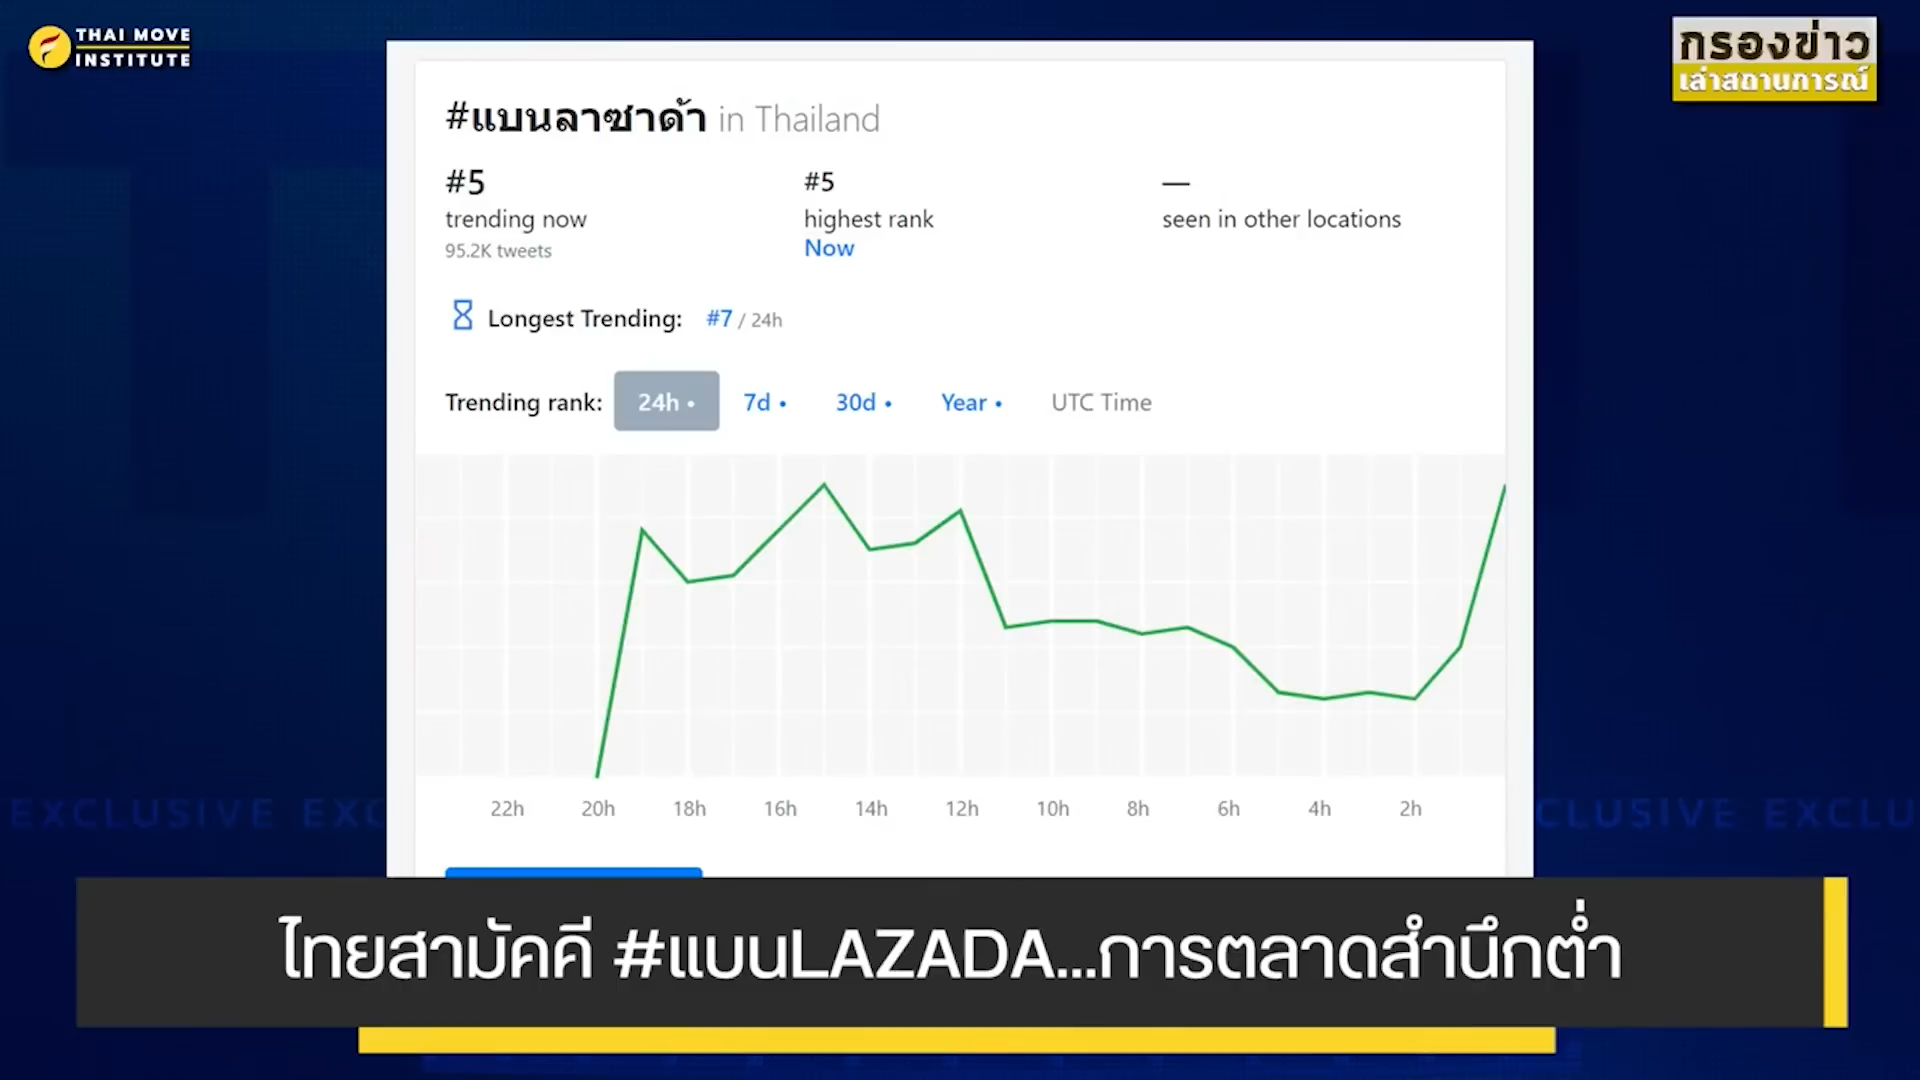 THAI MOVE
INSTITUTE
กรองข่าว
เล่าสถานการณ์
#แบนลาซาด้า in Thailand
#5
trending now
95.2K tweets
#5
highest rank
Now
—
seen in other locations
Longest Trending: #7 / 24h
Trending rank: 24h • 7d • 30d • Year • UTC Time
22h 20h 18h 16h 14h 12h 10h 8h 6h 4h 2h
EXCLUSIVE EXC
CLUSIVE EXCLU
ไทยสามัคคี #แบนLAZADA...การตลาดสำนึกต่ำ